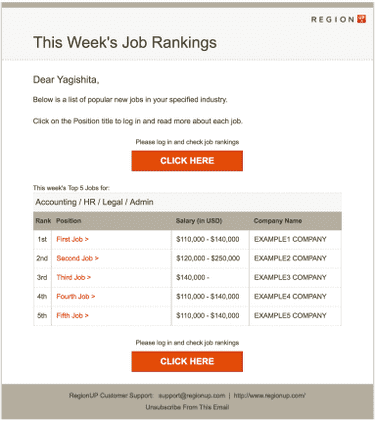 REGION UP
This Week's Job Rankings
Dear Yagishita,
Below is a list of popular new jobs in your specified industry.
Click on the Position title to log in and read more about each job.
Please log in and check job rankings
CLICK HERE
This week's Top 5 Jobs for:
Accounting / HR / Legal / Admin
Rank Position Salary (in USD) Company Name
1st First Job > $110,000 - $140,000 EXAMPLE1 COMPANY
2nd Second Job > $120,000 - $250,000 EXAMPLE2 COMPANY
3rd Third Job > $140,000 - EXAMPLE3 COMPANY
4th Fourth Job > $110,000 - $140,000 EXAMPLE4 COMPANY
5th Fifth Job > $110,000 - $140,000 EXAMPLE5 COMPANY
Please log in and check job rankings
CLICK HERE
RegionUP Customer Support: support@regionup.com | http://www.regionup.com/
Unsubscribe From This Email